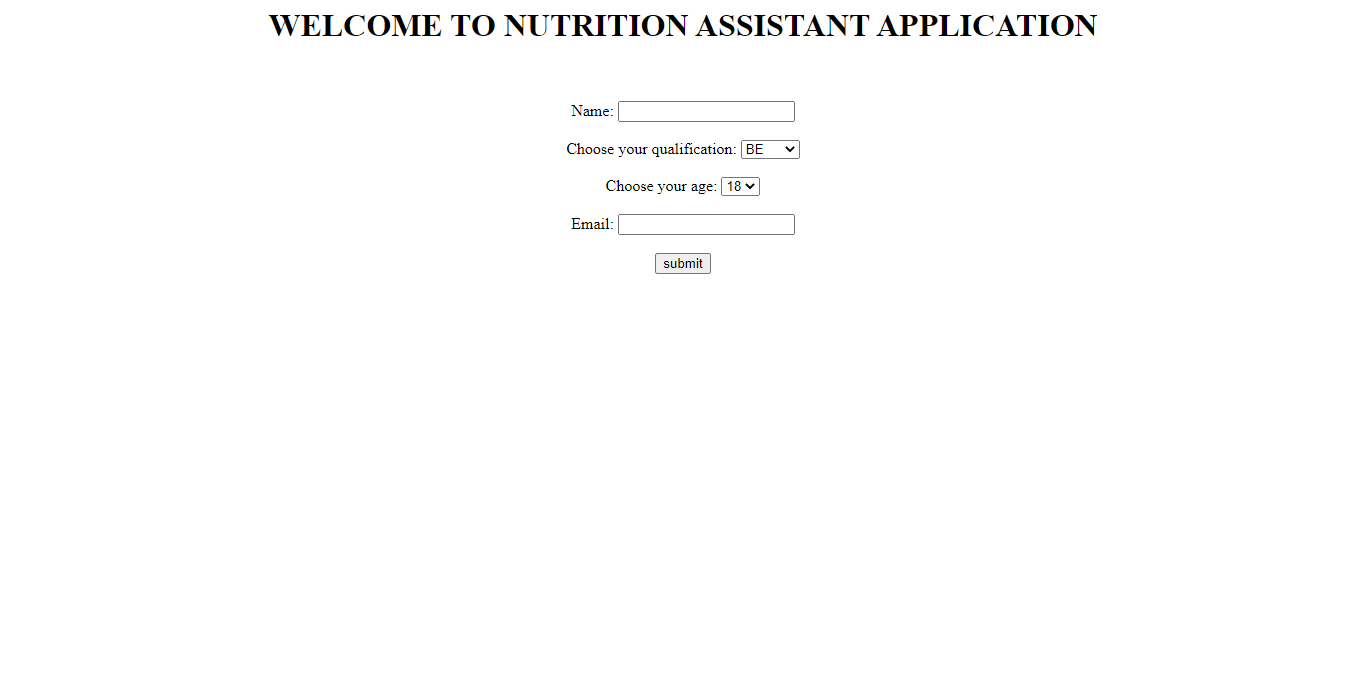 WELCOME TO NUTRITION ASSISTANT APPLICATION
Name:
Choose your qualification: BE
Choose your age: 18
Email:
submit